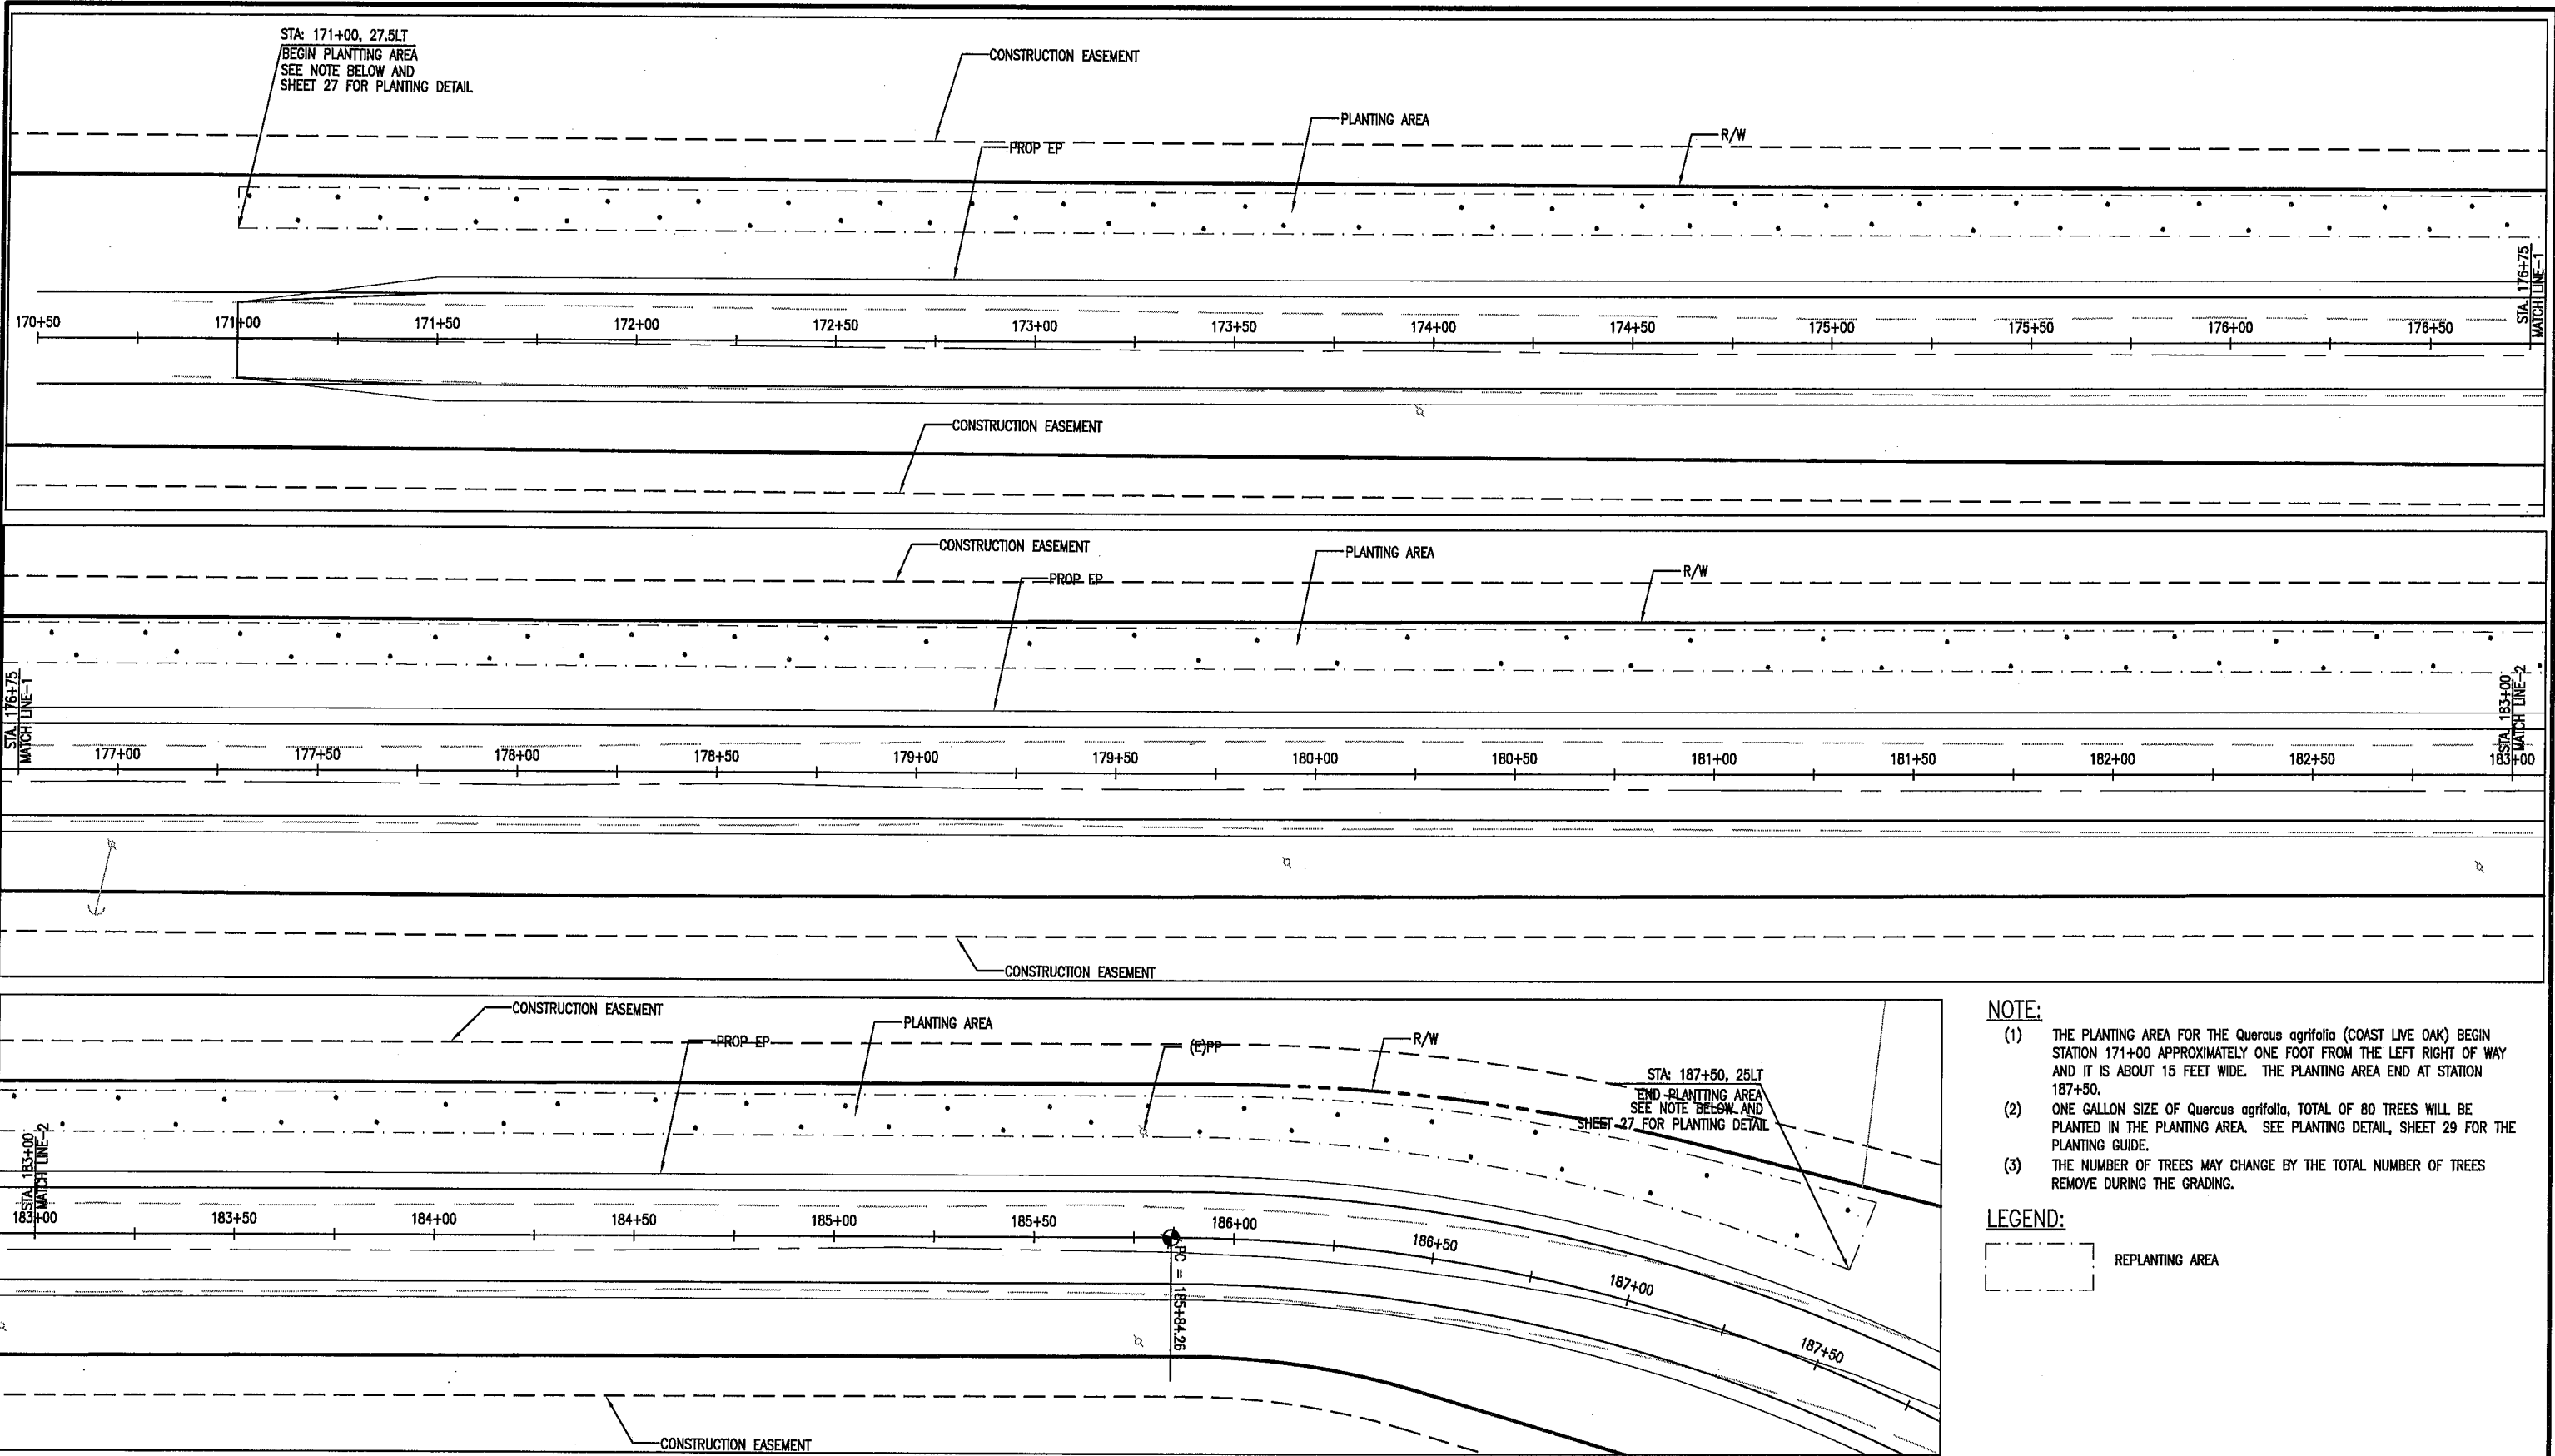 STA: 171+00, 27.5LT
BEGIN PLANTTING AREA
SEE NOTE BELOW AND
SHEET 27 FOR PLANTING DETAIL
CONSTRUCTION EASEMENT
PROP EP
PLANTING AREA
R/W
170+50
171+00
171+50
172+00
172+50
173+00
173+50
174+00
174+50
175+00
175+50
176+00
176+50
STA. 176+75
MATCH LINE-1
CONSTRUCTION EASEMENT
CONSTRUCTION EASEMENT
PROP EP
PLANTING AREA
R/W
STA. 176+75
MATCH LINE-1
177+00
177+50
178+00
178+50
179+00
179+50
180+00
180+50
181+00
181+50
182+00
182+50
183+00
STA. 183+00
MATCH LINE-2
CONSTRUCTION EASEMENT
CONSTRUCTION EASEMENT
PROP EP
PLANTING AREA
(E)PP
R/W
STA: 187+50, 25LT
END PLANTTING AREA
SEE NOTE BELOW AND
SHEET 27 FOR PLANTING DETAIL
STA. 183+00
MATCH LINE-2
183+00
183+50
184+00
184+50
185+00
185+50
186+00
186+50
187+00
187+50
PC = 185+84.26
CONSTRUCTION EASEMENT
NOTE:
(1) THE PLANTING AREA FOR THE Quercus agrifolia (COAST LIVE OAK) BEGIN
STATION 171+00 APPROXIMATELY ONE FOOT FROM THE LEFT RIGHT OF WAY
AND IT IS ABOUT 15 FEET WIDE. THE PLANTING AREA END AT STATION
187+50.
(2) ONE GALLON SIZE OF Quercus agrifolia, TOTAL OF 80 TREES WILL BE
PLANTED IN THE PLANTING AREA. SEE PLANTING DETAIL, SHEET 29 FOR THE
PLANTING GUIDE.
(3) THE NUMBER OF TREES MAY CHANGE BY THE TOTAL NUMBER OF TREES
REMOVE DURING THE GRADING.
LEGEND:
REPLANTING AREA